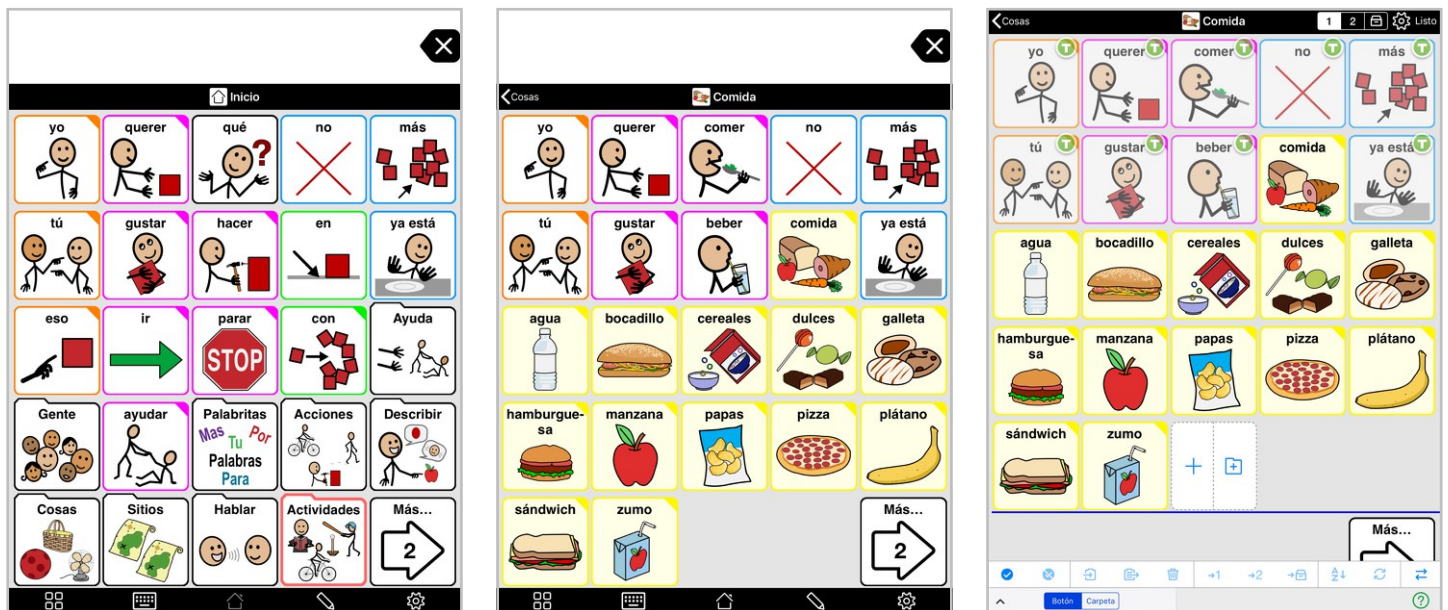 Inicio
yo querer qué no más
tú gustar hacer en ya está
eso ir parar con Ayuda
STOP
Gente ayudar Palabritas Acciones Describir
Mas Tu Por
Palabras
Para
Cosas Sitios Hablar Actividades Más...
2
Cosas Comida
yo querer comer no más
tú gustar beber comida ya está
agua bocadillo cereales dulces galleta
hamburgue-
sa manzana papas pizza plátano
sándwich zumo Más...
2
Cosas Comida 1 2 Listo
yo querer comer no más
T T T T T
tú gustar beber comida ya está
T T T T
agua bocadillo cereales dulces galleta
hamburgue-
sa manzana papas pizza plátano
sándwich zumo
Más...
→1 →2 A Z
Botón Carpeta ?